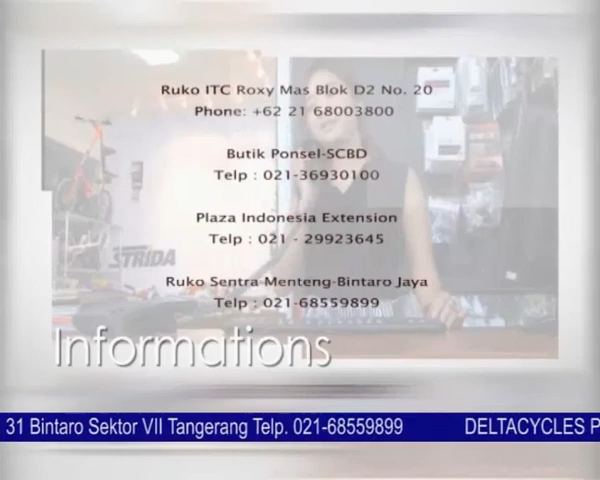 Ruko ITC Roxy Mas Blok D2 No. 20
Phone: +62 21 68003800
Butik Ponsel-SCBD
Telp : 021-36930100
Plaza Indonesia Extension
Telp : 021 - 29923645
STRIDA
Ruko Sentra Menteng-Bintaro Jaya
Telp : 021-68559899
Informations
31 Bintaro Sektor VII Tangerang Telp. 021-68559899 DELTACYCLES P